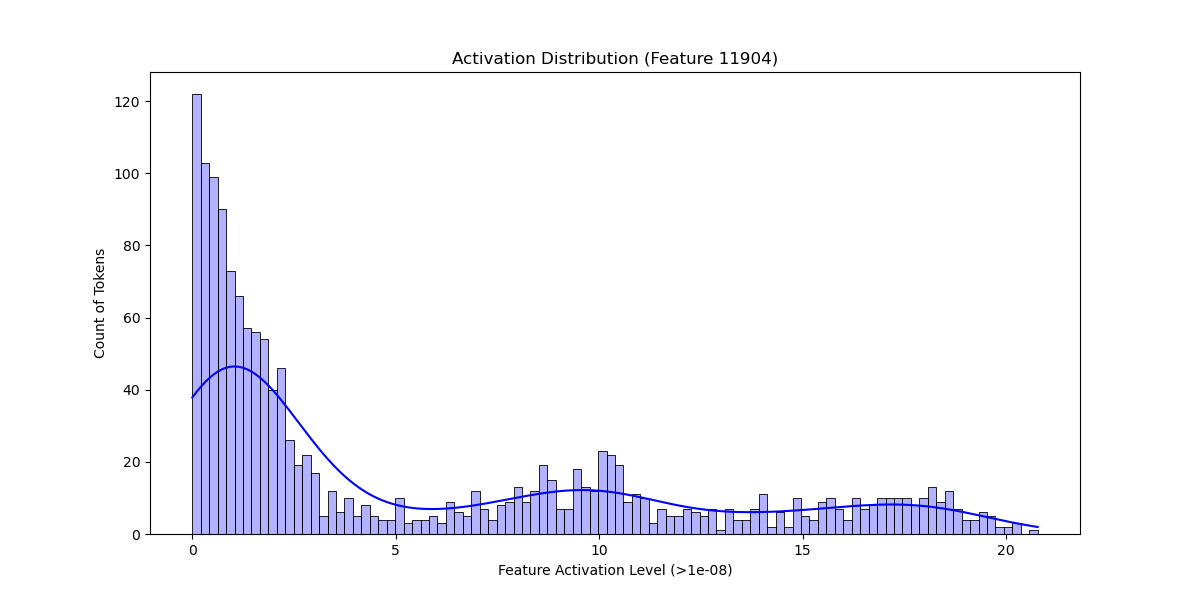 Activation Distribution (Feature 11904)
120
100
80
60
40
20
0
Count of Tokens
0 5 10 15 20
Feature Activation Level (>1e-08)